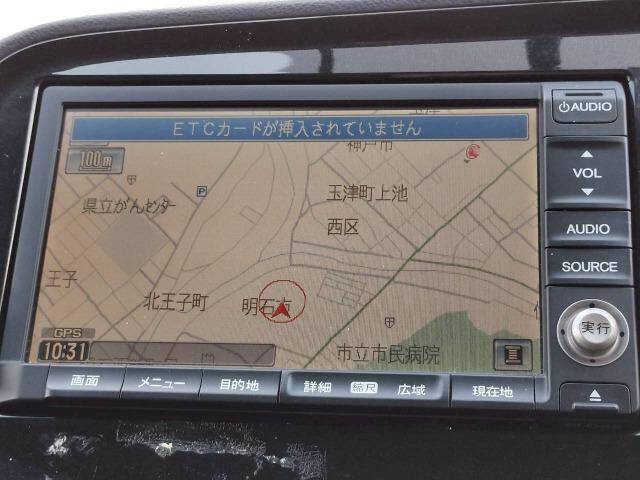 ETCカードが挿入されていません
AUDIO
100m
神戸市
P
VOL
県立がんセンター
玉津町上池
西区
AUDIO
SOURCE
王子
北王子町
明石市
実行
GPS
10:31
市立市民病院
画面
メニュー
目的地
詳細
縮尺
広域
現在地